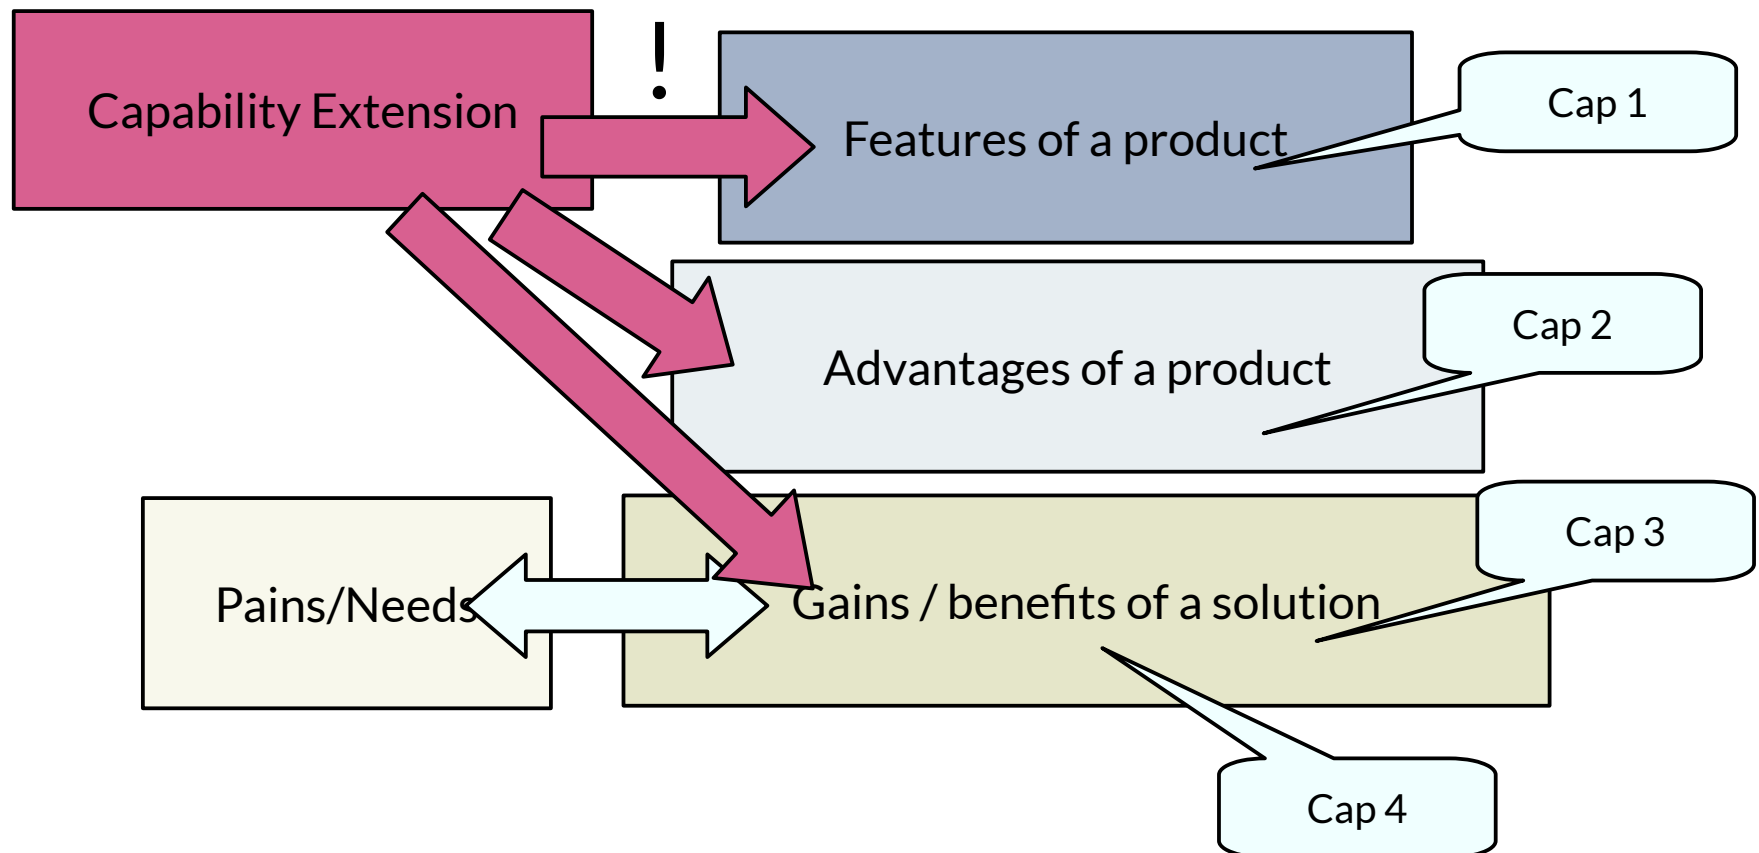 Capability Extension
!
Features of a product
Cap 1
Advantages of a product
Cap 2
Pains/Needs
Gains / benefits of a solution
Cap 3
Cap 4